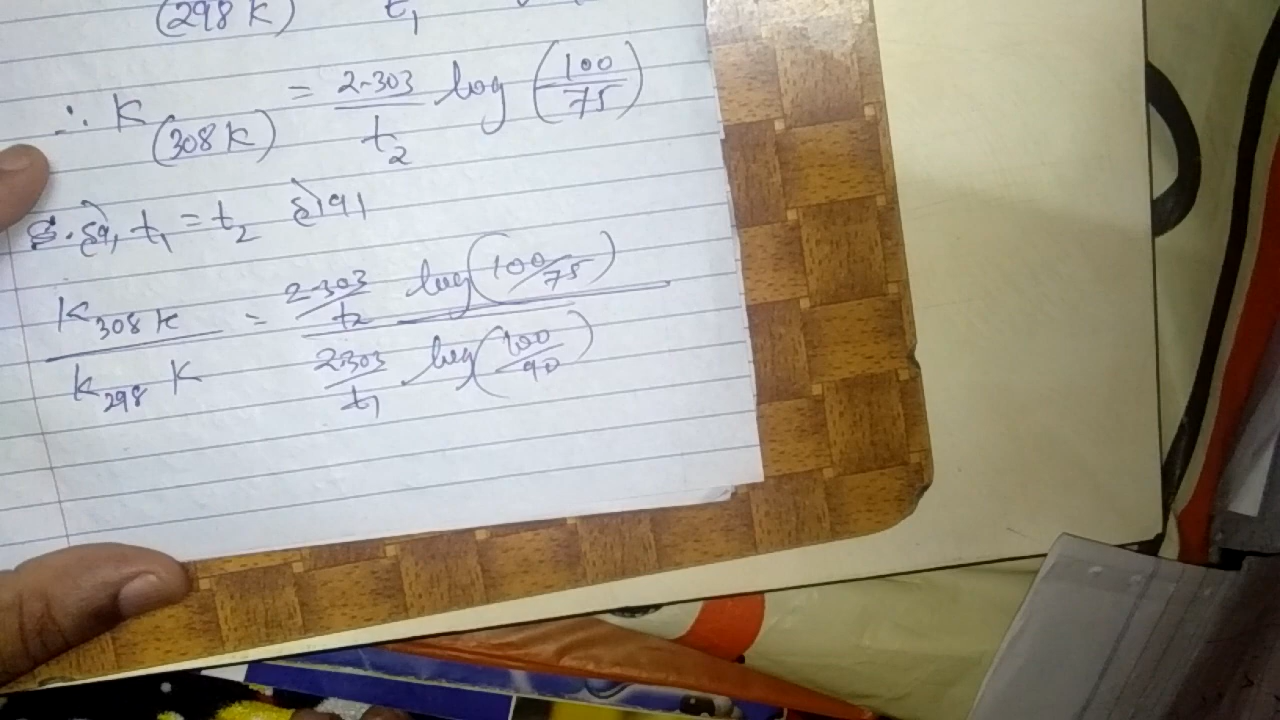 (298 K) t₁
∴ K (308 K) = 2.303/t₂ log (100/75)
t₁ = t₂
K₃₀₈ K / K₂₉₈ K = 2.303/t₂ log(100/75) / 2.303/t₁ log(100/90)